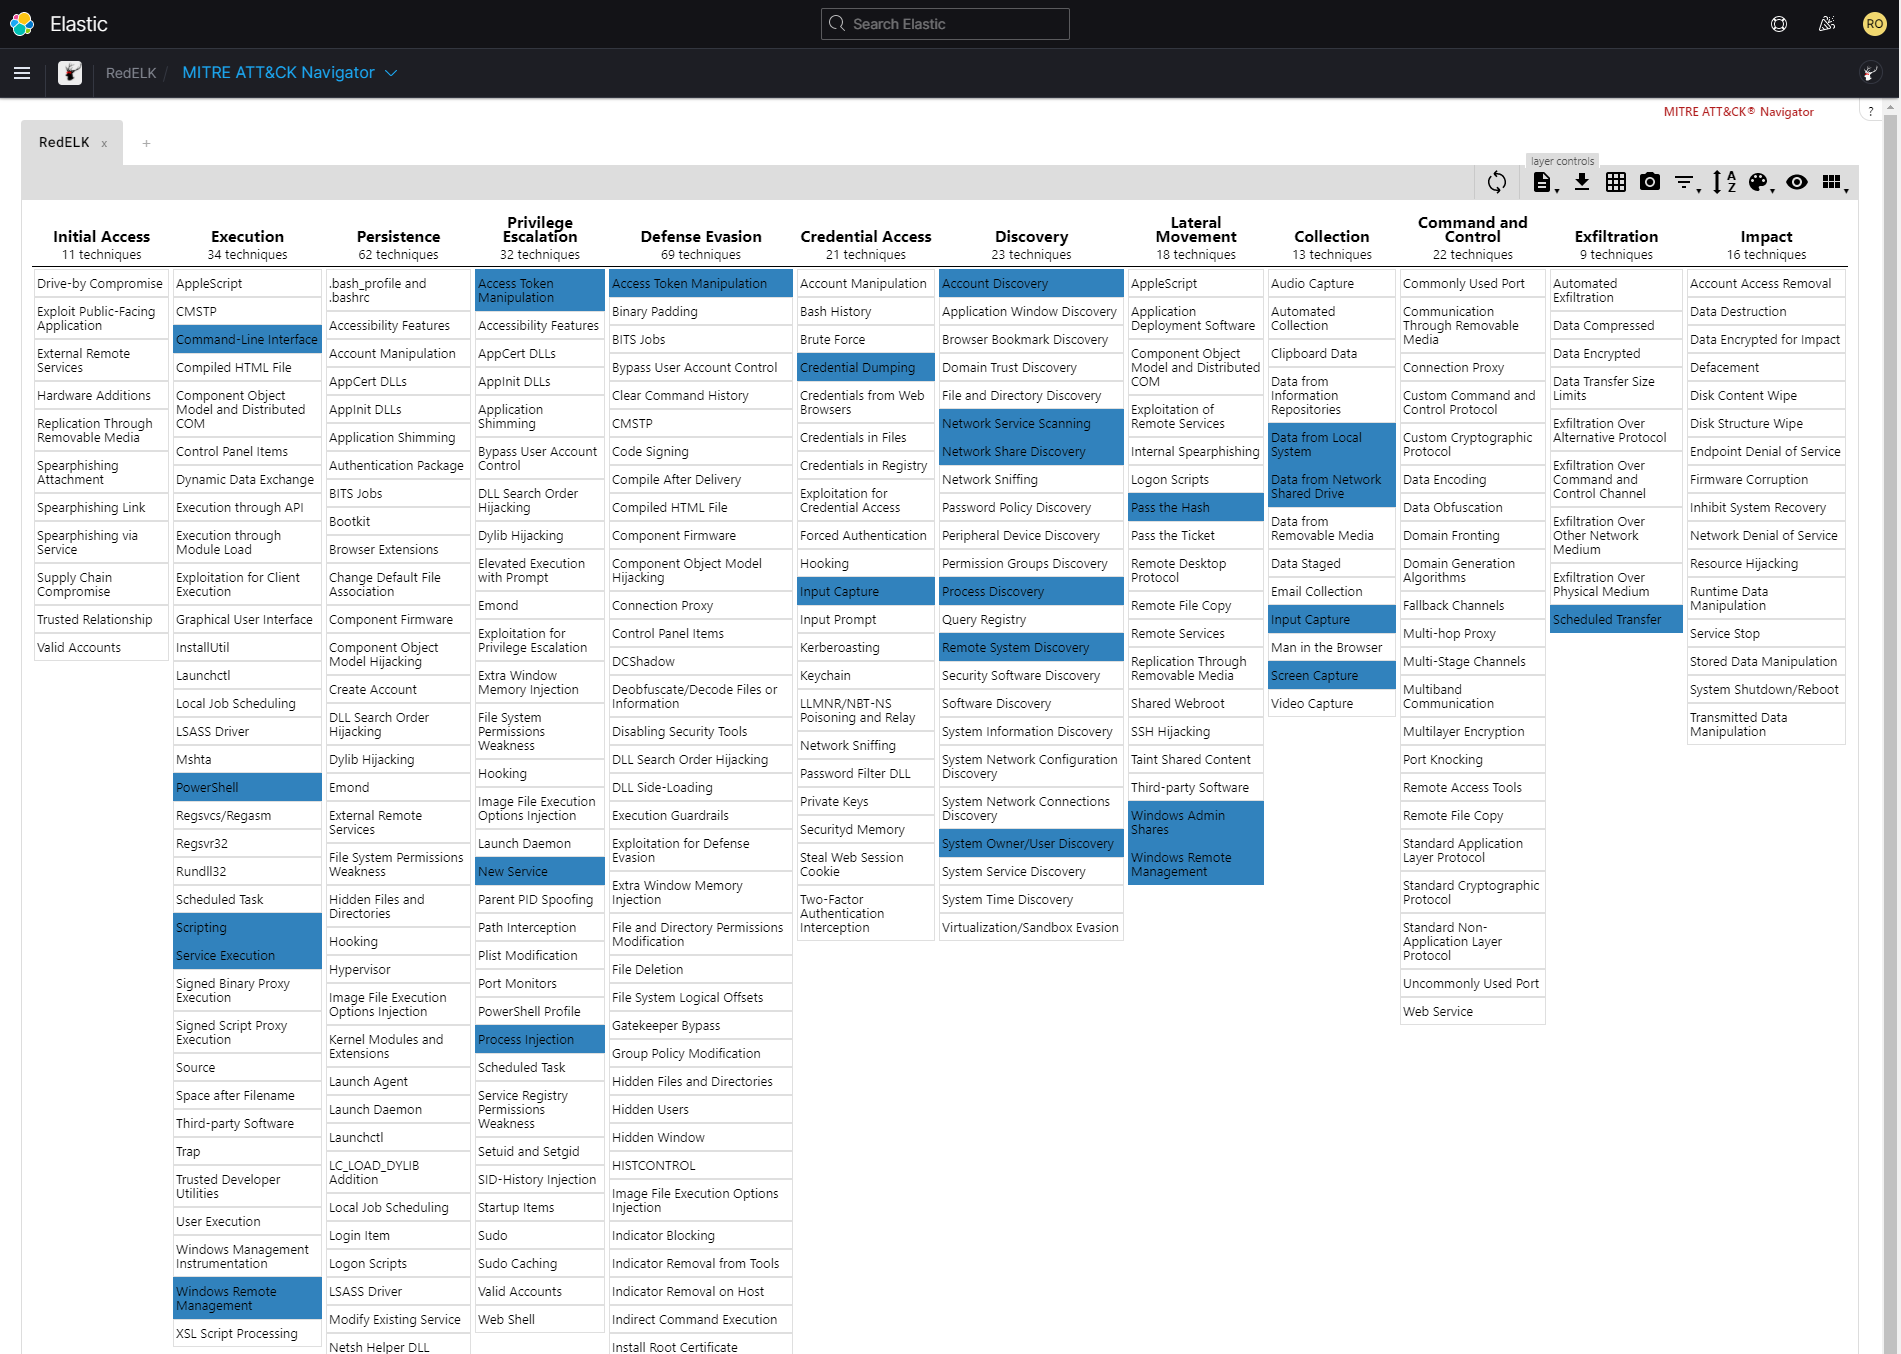 Elastic
Search Elastic
RO
RedELK
MITRE ATT&CK Navigator
MITRE ATT&CK® Navigator
?
RedELK x
+
layer controls
Initial Access
11 techniques
Drive-by Compromise
Exploit Public-Facing
Application
External Remote
Services
Hardware Additions
Replication Through
Removable Media
Spearphishing
Attachment
Spearphishing Link
Spearphishing via
Service
Supply Chain
Compromise
Trusted Relationship
Valid Accounts
Execution
34 techniques
AppleScript
CMSTP
Command-Line Interface
Compiled HTML File
Component Object
Model and Distributed
COM
Control Panel Items
Dynamic Data Exchange
Execution through API
Execution through
Module Load
Exploitation for Client
Execution
Graphical User Interface
InstallUtil
Launchctl
Local Job Scheduling
LSASS Driver
Mshta
PowerShell
Regsvcs/Regasm
Regsvr32
Rundll32
Scheduled Task
Scripting
Service Execution
Signed Binary Proxy
Execution
Signed Script Proxy
Execution
Source
Space after Filename
Third-party Software
Trap
Trusted Developer
Utilities
User Execution
Windows Management
Instrumentation
Windows Remote
Management
XSL Script Processing
Persistence
62 techniques
.bash_profile and
.bashrc
Accessibility Features
Account Manipulation
AppCert DLLs
AppInit DLLs
Application Shimming
Authentication Package
BITS Jobs
Bootkit
Browser Extensions
Change Default File
Association
Component Firmware
Component Object
Model Hijacking
Create Account
DLL Search Order
Hijacking
Dylib Hijacking
Emond
External Remote
Services
File System Permissions
Weakness
Hidden Files and
Directories
Hooking
Hypervisor
Image File Execution
Options Injection
Kernel Modules and
Extensions
Launch Agent
Launch Daemon
Launchctl
LC_LOAD_DYLIB
Addition
Local Job Scheduling
Login Item
Logon Scripts
LSASS Driver
Modify Existing Service
Netsh Helper DLL
Privilege
Escalation
32 techniques
Access Token
Manipulation
Accessibility Features
AppCert DLLs
AppInit DLLs
Application
Shimming
Bypass User Account
Control
DLL Search Order
Hijacking
Dylib Hijacking
Elevated Execution
with Prompt
Emond
Exploitation for
Privilege Escalation
Extra Window
Memory Injection
File System
Permissions
Weakness
Hooking
Image File Execution
Options Injection
Launch Daemon
New Service
Parent PID Spoofing
Path Interception
Plist Modification
Port Monitors
PowerShell Profile
Process Injection
Scheduled Task
Service Registry
Permissions
Weakness
Setuid and Setgid
SID-History Injection
Startup Items
Sudo
Sudo Caching
Valid Accounts
Web Shell
Defense Evasion
69 techniques
Access Token Manipulation
Binary Padding
BITS Jobs
Bypass User Account Control
Clear Command History
CMSTP
Code Signing
Compile After Delivery
Compiled HTML File
Component Firmware
Component Object Model
Hijacking
Connection Proxy
Control Panel Items
DCShadow
Deobfuscate/Decode Files or
Information
Disabling Security Tools
DLL Search Order Hijacking
DLL Side-Loading
Execution Guardrails
Exploitation for Defense
Evasion
Extra Window Memory
Injection
File and Directory Permissions
Modification
File Deletion
File System Logical Offsets
Gatekeeper Bypass
Group Policy Modification
Hidden Files and Directories
Hidden Users
Hidden Window
HISTCONTROL
Image File Execution Options
Injection
Indicator Blocking
Indicator Removal from Tools
Indicator Removal on Host
Indirect Command Execution
Install Root Certificate
Credential Access
21 techniques
Account Manipulation
Bash History
Brute Force
Credential Dumping
Credentials from Web
Browsers
Credentials in Files
Credentials in Registry
Exploitation for
Credential Access
Forced Authentication
Hooking
Input Capture
Input Prompt
Kerberoasting
Keychain
LLMNR/NBT-NS
Poisoning and Relay
Network Sniffing
Password Filter DLL
Private Keys
Securityd Memory
Steal Web Session
Cookie
Two-Factor
Authentication
Interception
Discovery
23 techniques
Account Discovery
Application Window Discovery
Browser Bookmark Discovery
Domain Trust Discovery
File and Directory Discovery
Network Service Scanning
Network Share Discovery
Network Sniffing
Password Policy Discovery
Peripheral Device Discovery
Permission Groups Discovery
Process Discovery
Query Registry
Remote System Discovery
Security Software Discovery
Software Discovery
System Information Discovery
System Network Configuration
Discovery
System Network Connections
Discovery
System Owner/User Discovery
System Service Discovery
System Time Discovery
Virtualization/Sandbox Evasion
Lateral
Movement
18 techniques
AppleScript
Application
Deployment Software
Component Object
Model and Distributed
COM
Exploitation of
Remote Services
Internal Spearphishing
Logon Scripts
Pass the Hash
Pass the Ticket
Remote Desktop
Protocol
Remote File Copy
Remote Services
Replication Through
Removable Media
Shared Webroot
SSH Hijacking
Taint Shared Content
Third-party Software
Windows Admin
Shares
Windows Remote
Management
Collection
13 techniques
Audio Capture
Automated
Collection
Clipboard Data
Data from
Information
Repositories
Data from Local
System
Data from Network
Shared Drive
Data from
Removable Media
Data Staged
Email Collection
Input Capture
Man in the Browser
Screen Capture
Video Capture
Command and
Control
22 techniques
Commonly Used Port
Communication
Through Removable
Media
Connection Proxy
Custom Command and
Control Protocol
Custom Cryptographic
Protocol
Data Encoding
Data Obfuscation
Domain Fronting
Domain Generation
Algorithms
Fallback Channels
Multi-hop Proxy
Multi-Stage Channels
Multiband
Communication
Multilayer Encryption
Port Knocking
Remote Access Tools
Remote File Copy
Standard Application
Layer Protocol
Standard Cryptographic
Protocol
Standard Non-
Application Layer
Protocol
Uncommonly Used Port
Web Service
Exfiltration
9 techniques
Automated
Exfiltration
Data Compressed
Data Encrypted
Data Transfer Size
Limits
Exfiltration Over
Alternative Protocol
Exfiltration Over
Command and
Control Channel
Exfiltration Over
Other Network
Medium
Exfiltration Over
Physical Medium
Scheduled Transfer
Impact
16 techniques
Account Access Removal
Data Destruction
Data Encrypted for Impact
Defacement
Disk Content Wipe
Disk Structure Wipe
Endpoint Denial of Service
Firmware Corruption
Inhibit System Recovery
Network Denial of Service
Resource Hijacking
Runtime Data
Manipulation
Service Stop
Stored Data Manipulation
System Shutdown/Reboot
Transmitted Data
Manipulation